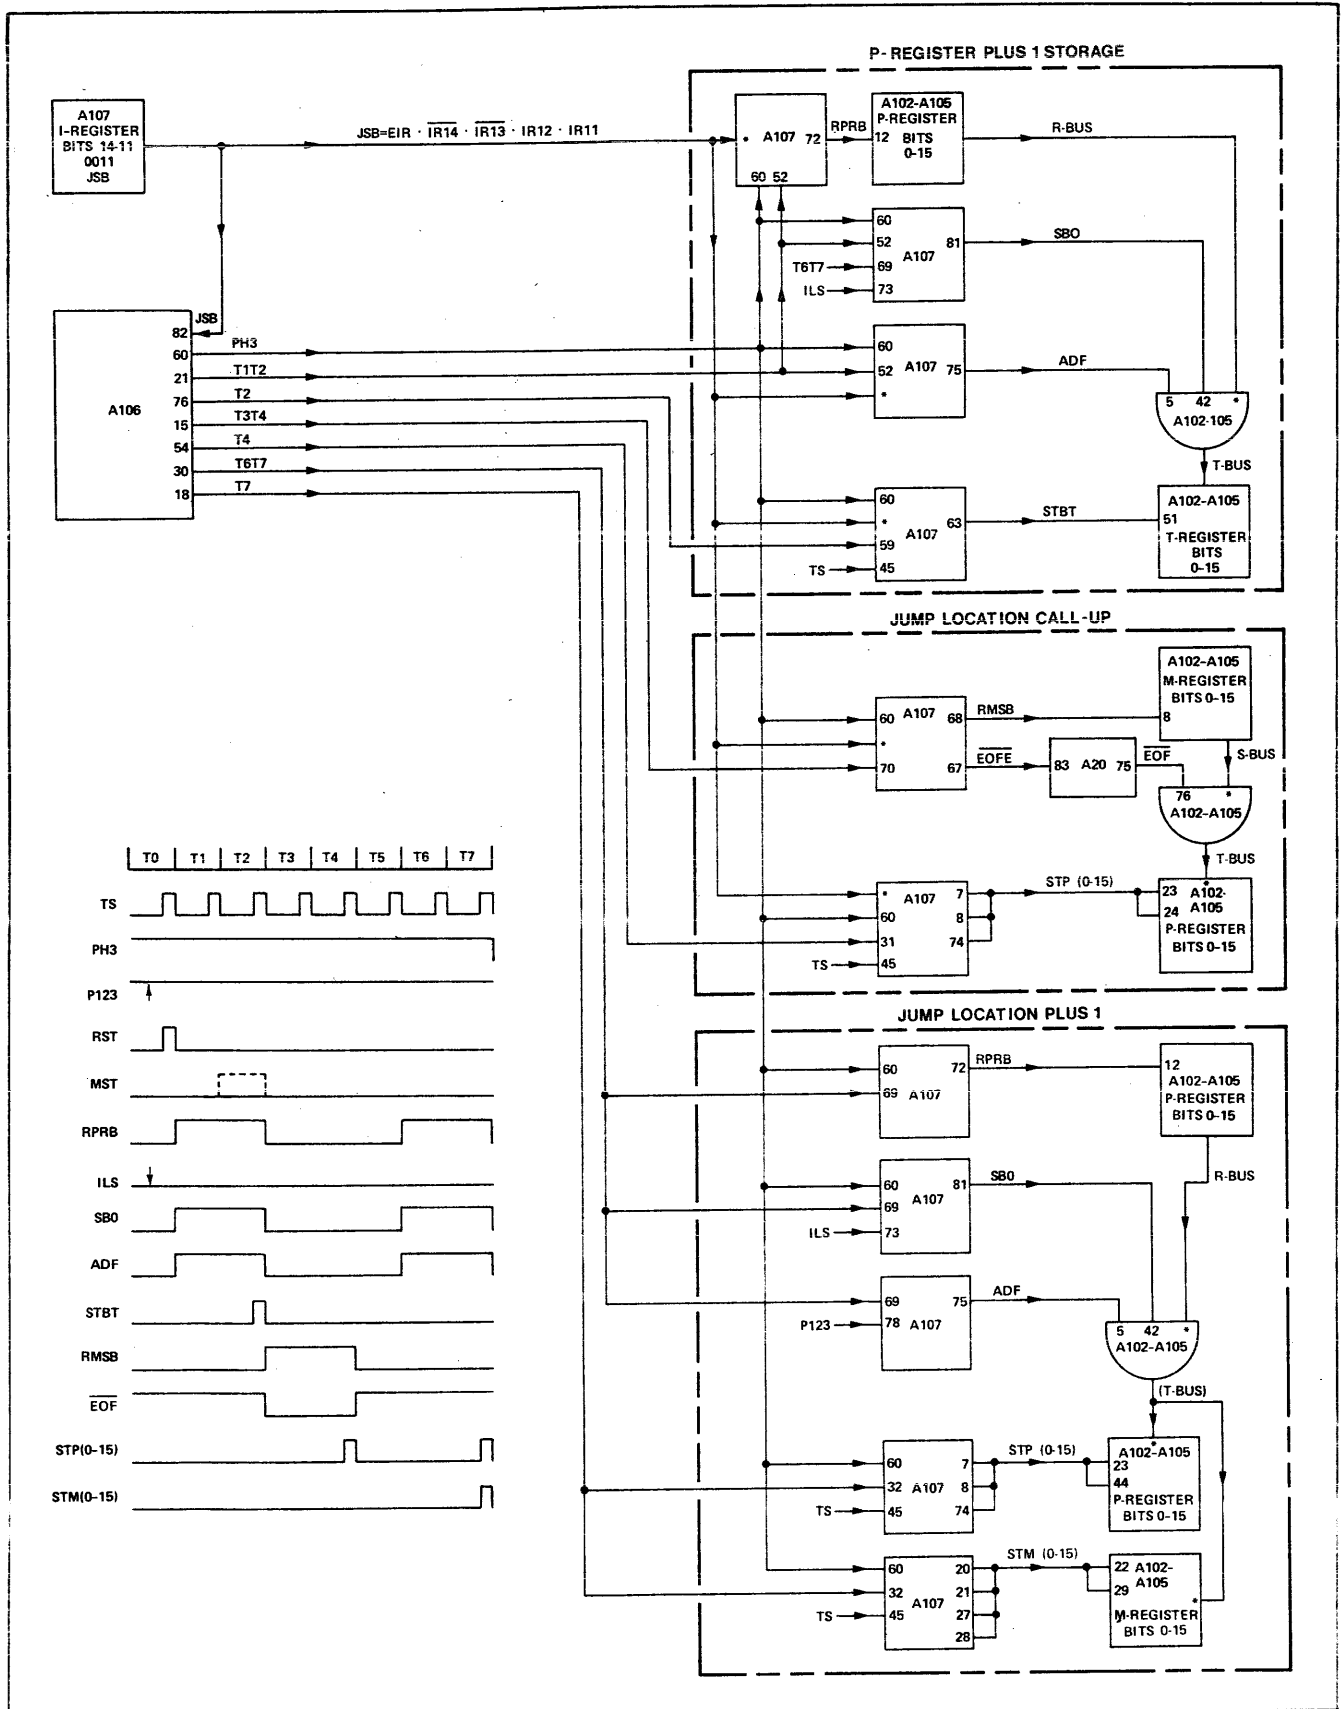 P-REGISTER PLUS 1 STORAGE
A107
I-REGISTER
BITS 14-11
0011
JSB
JSB=EIR · IR14 · IR13 · IR12 · IR11
* A107 72
60 52
RPRB
A102-A105
P-REGISTER
12 BITS
0-15
R-BUS
60
52 81
A107
T6T7 69
ILS 73
SBO
JSB
82
60 PH3
21 T1T2
76 T2
15 T3T4
54 T4
30 T6T7
18 T7
A106
60
A107 75
52
*
ADF
5 42 *
A102-105
T-BUS
60
* 63
A107
59
TS 45
STBT
A102-A105
51
T-REGISTER
BITS
0-15
JUMP LOCATION CALL-UP
60 A107 68
*
70 67
RMSB
EOFE
83 A20 75
EOF
A102-A105
M-REGISTER
BITS 0-15
8
S-BUS
76 *
A102-A105
T-BUS
* 7
A107
60 8
31 74
TS 45
STP (0-15)
*
23 A102-
A105
24
P-REGISTER
BITS 0-15
T0 T1 T2 T3 T4 T5 T6 T7
TS
PH3
P123
RST
MST
RPRB
ILS
SB0
ADF
STBT
RMSB
EOF
STP(0-15)
STM(0-15)
JUMP LOCATION PLUS 1
60 72
69 A107
RPRB
12
A102-A105
P-REGISTER
BITS 0-15
R-BUS
60 81
A107
69
ILS 73
SB0
69 75
P123 78 A107
ADF
5 42 *
A102-A105
(T-BUS)
60 7
32 A107 8
TS 45 74
STP (0-15)
*
A102-A105
23
44
P-REGISTER
BITS 0-15
60 20
32 21
A107
TS 45 27
28
STM (0-15)
22 A102-
A105
29
*
M-REGISTER
BITS 0-15